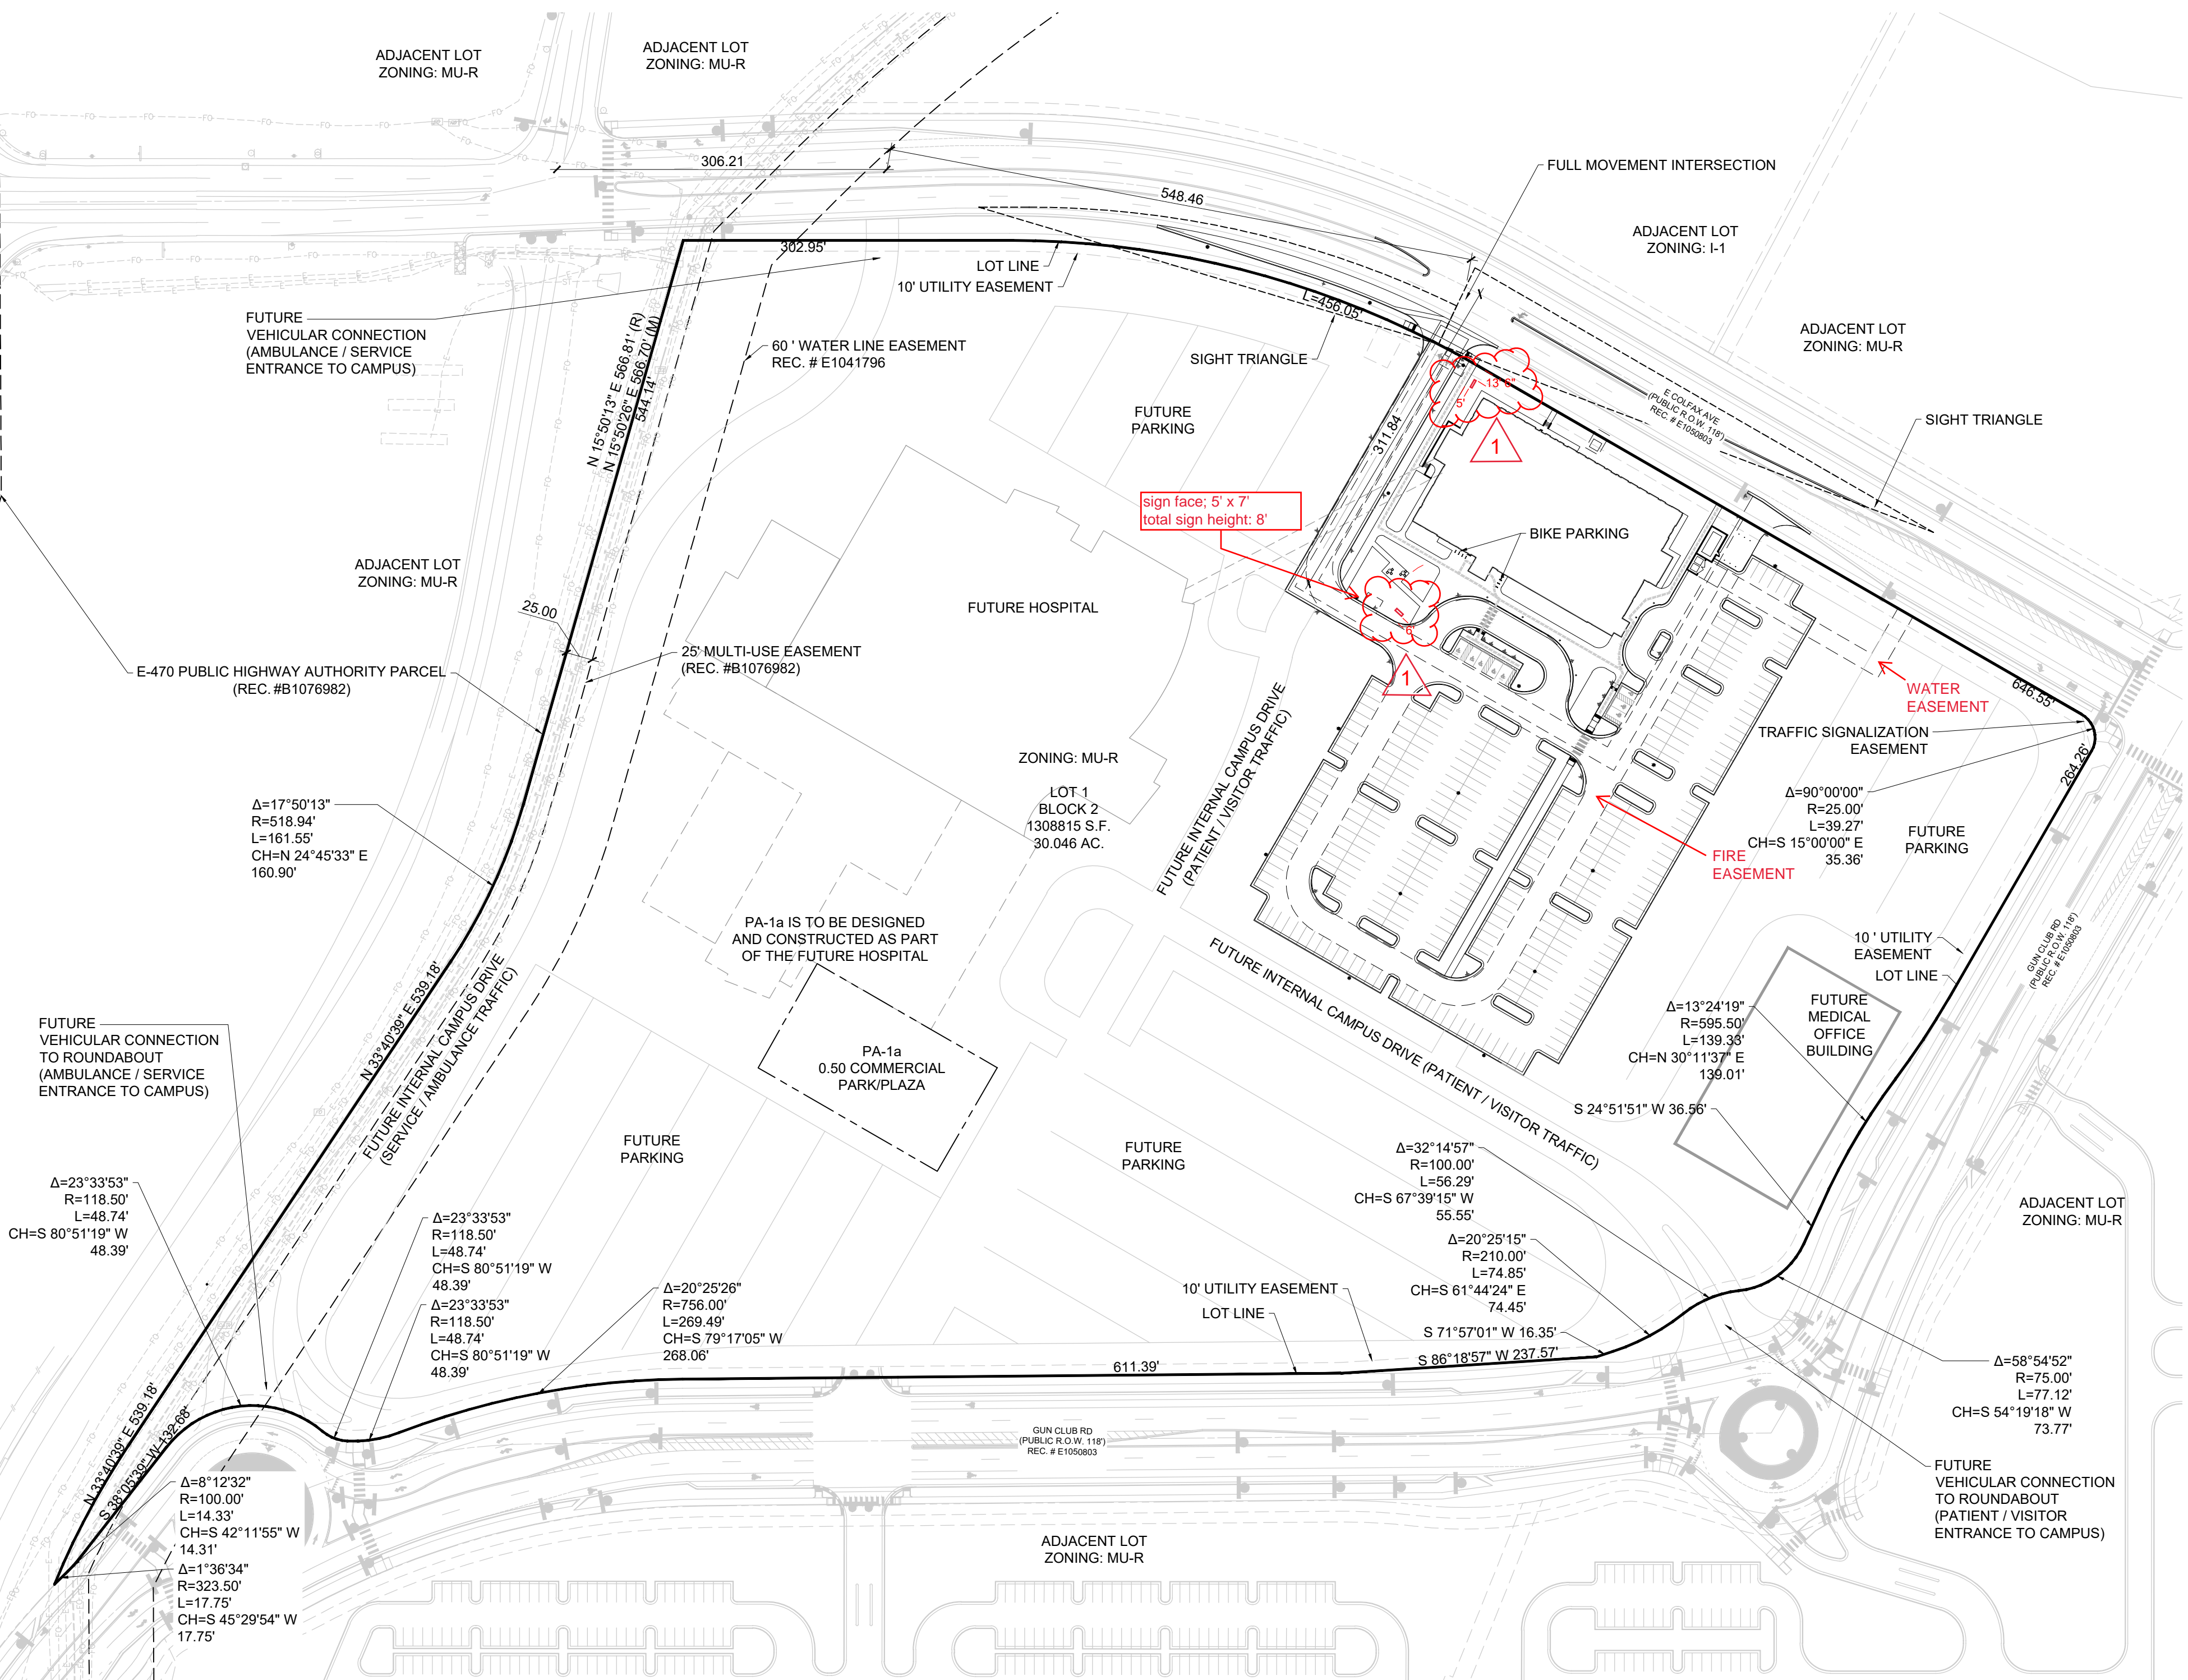 ADJACENT LOT
ZONING: MU-R
ADJACENT LOT
ZONING: MU-R
306.21
548.46
FULL MOVEMENT INTERSECTION
ADJACENT LOT
ZONING: I-1
302.95'
LOT LINE
10' UTILITY EASEMENT
L=456.05'
FUTURE
VEHICULAR CONNECTION
(AMBULANCE / SERVICE
ENTRANCE TO CAMPUS)
N 15°50'13" E 566.81' (R)
N 15°50'26" E 566.70' (M)
544.14'
60 ' WATER LINE EASEMENT
REC. # E1041796
SIGHT TRIANGLE
ADJACENT LOT
ZONING: MU-R
E COLFAX AVE
(PUBLIC R.O.W. 118')
REC. # E1050803
SIGHT TRIANGLE
13' 6"
5'
1
311.84
FUTURE
PARKING
sign face; 5' x 7'
total sign height: 8'
BIKE PARKING
ADJACENT LOT
ZONING: MU-R
25.00
FUTURE HOSPITAL
6'
1
E-470 PUBLIC HIGHWAY AUTHORITY PARCEL
(REC. #B1076982)
25' MULTI-USE EASEMENT
(REC. #B1076982)
WATER
EASEMENT
646.55'
TRAFFIC SIGNALIZATION
EASEMENT
264.26'
FUTURE INTERNAL CAMPUS DRIVE
(PATIENT / VISITOR TRAFFIC)
ZONING: MU-R
LOT 1
BLOCK 2
1308815 S.F.
30.046 AC.
Δ=17°50'13"
R=518.94'
L=161.55'
CH=N 24°45'33" E
160.90'
Δ=90°00'00"
R=25.00'
L=39.27'
CH=S 15°00'00" E
35.36'
FUTURE
PARKING
FIRE
EASEMENT
PA-1a IS TO BE DESIGNED
AND CONSTRUCTED AS PART
OF THE FUTURE HOSPITAL
10 ' UTILITY
EASEMENT
LOT LINE
GUN CLUB RD
(PUBLIC R.O.W. 118')
REC. # E1050803
N 33°40'39" E 539.18'
FUTURE INTERNAL CAMPUS DRIVE
(SERVICE / AMBULANCE TRAFFIC)
FUTURE INTERNAL CAMPUS DRIVE (PATIENT / VISITOR TRAFFIC)
Δ=13°24'19"
R=595.50'
L=139.33'
CH=N 30°11'37" E
139.01'
FUTURE
MEDICAL
OFFICE
BUILDING
FUTURE
VEHICULAR CONNECTION
TO ROUNDABOUT
(AMBULANCE / SERVICE
ENTRANCE TO CAMPUS)
PA-1a
0.50 COMMERCIAL
PARK/PLAZA
S 24°51'51" W 36.56'
FUTURE
PARKING
FUTURE
PARKING
Δ=32°14'57"
R=100.00'
L=56.29'
CH=S 67°39'15" W
55.55'
Δ=23°33'53"
R=118.50'
L=48.74'
CH=S 80°51'19" W
48.39'
Δ=23°33'53"
R=118.50'
L=48.74'
CH=S 80°51'19" W
48.39'
ADJACENT LOT
ZONING: MU-R
Δ=20°25'15"
R=210.00'
L=74.85'
CH=S 61°44'24" E
74.45'
Δ=20°25'26"
R=756.00'
L=269.49'
CH=S 79°17'05" W
268.06'
Δ=23°33'53"
R=118.50'
L=48.74'
CH=S 80°51'19" W
48.39'
10' UTILITY EASEMENT
LOT LINE
S 71°57'01" W 16.35'
S 86°18'57" W 237.57'
611.39'
Δ=58°54'52"
R=75.00'
L=77.12'
CH=S 54°19'18" W
73.77'
N 33°40'39" E 539.18'
S 38°05'39" W 132.68'
GUN CLUB RD
(PUBLIC R.O.W. 118')
REC. # E1050803
Δ=8°12'32"
R=100.00'
L=14.33'
CH=S 42°11'55" W
14.31'
FUTURE
VEHICULAR CONNECTION
TO ROUNDABOUT
(PATIENT / VISITOR
ENTRANCE TO CAMPUS)
ADJACENT LOT
ZONING: MU-R
Δ=1°36'34"
R=323.50'
L=17.75'
CH=S 45°29'54" W
17.75'